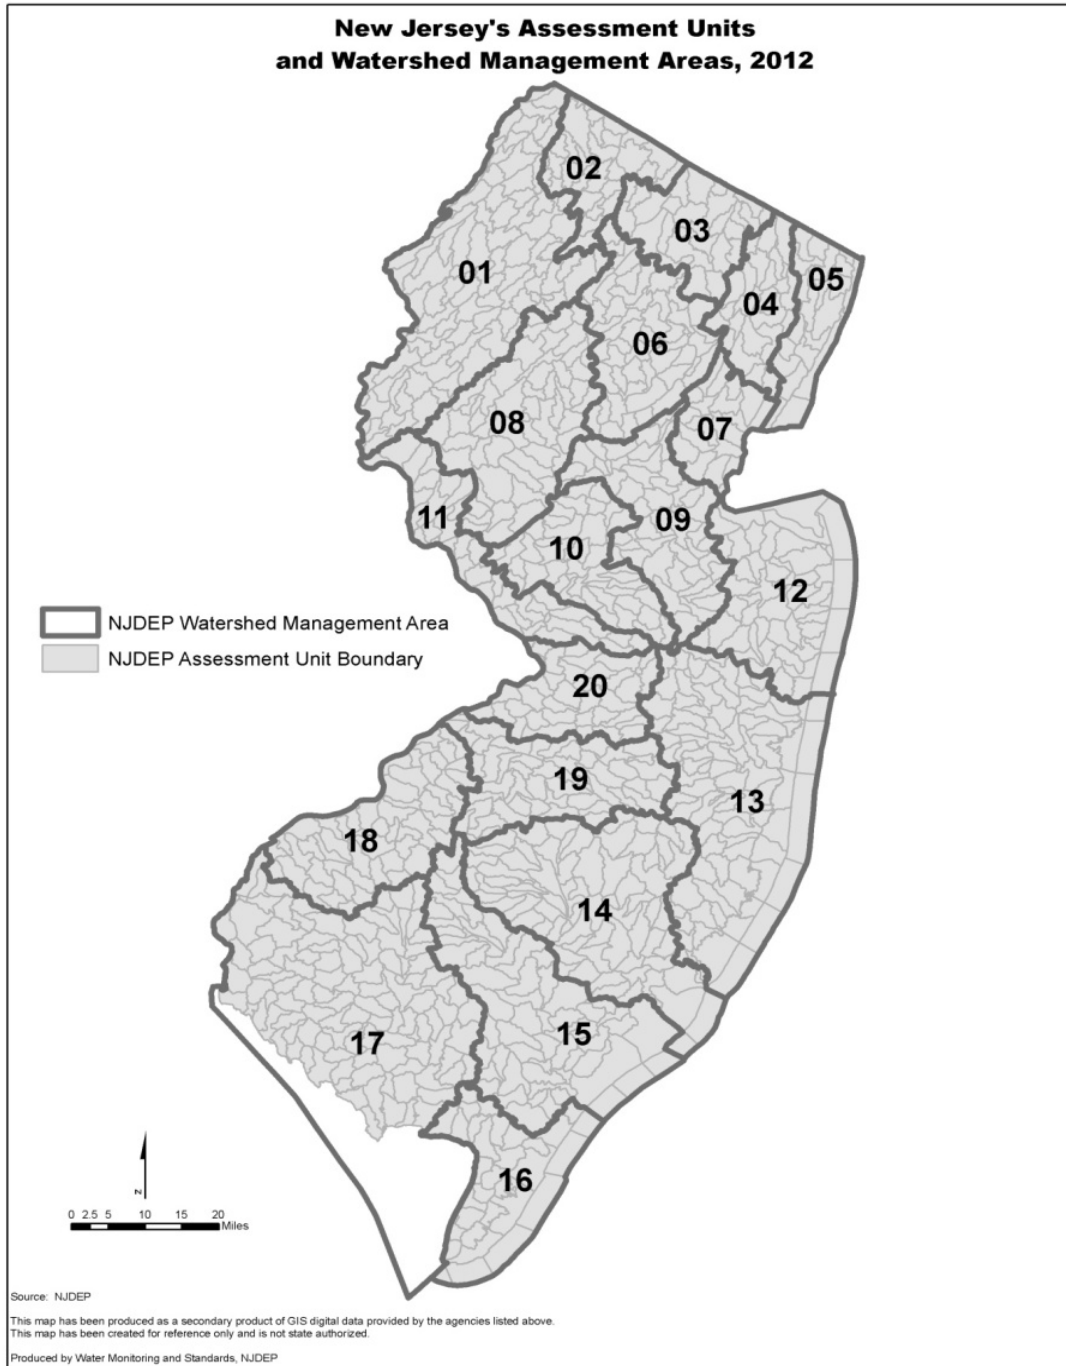 New Jersey's Assessment Units
and Watershed Management Areas, 2012
02
03
01
05
04
06
08
07
11
09
10
12
NJDEP Watershed Management Area
NJDEP Assessment Unit Boundary
20
19
13
18
14
15
17
16
N
0 2.5 5 10 15 20
Miles
Source: NJDEP
This map has been produced as a secondary product of GIS digital data provided by the agencies listed above.
This map has been created for reference only and is not state authorized.
Produced by Water Monitoring and Standards, NJDEP